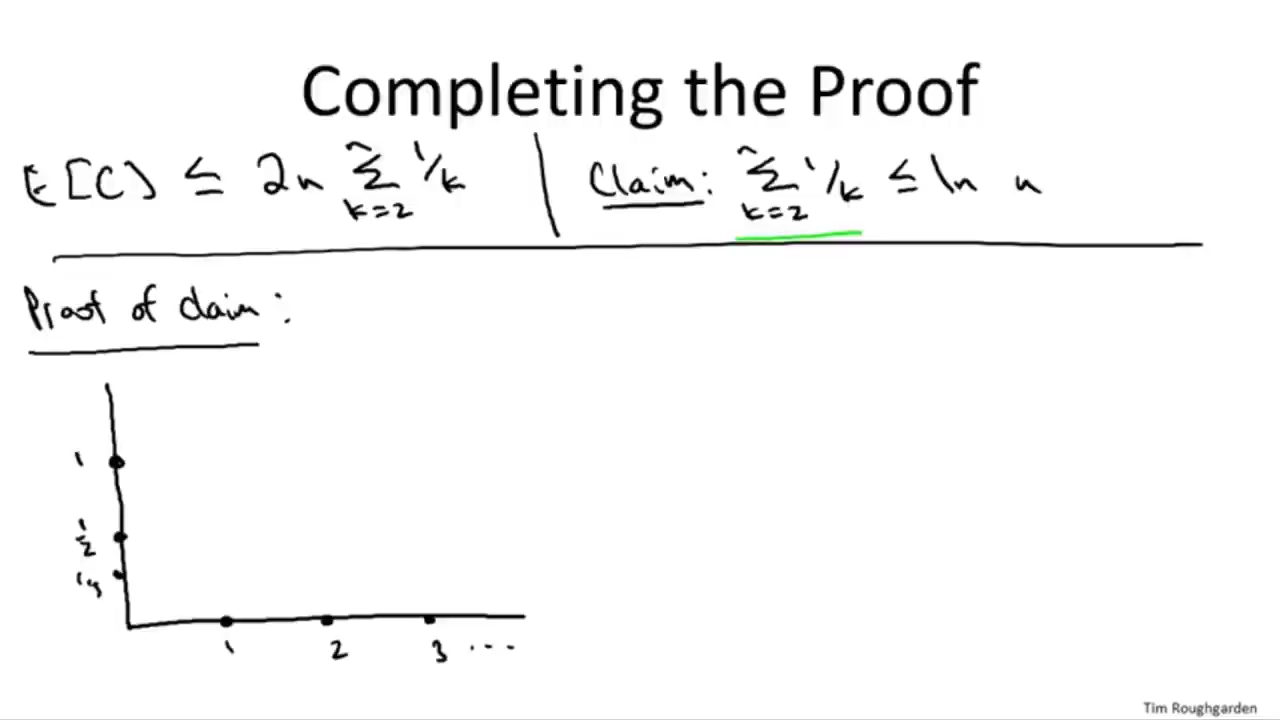 Completing the Proof
E[C] ≤ 2n ∑_{k=2}^{n} 1/k | Claim: ∑_{k=2}^{n} 1/k ≤ ln n
Proof of claim:
1
1/2
1/4
1 2 3 ...
Tim Roughgarden